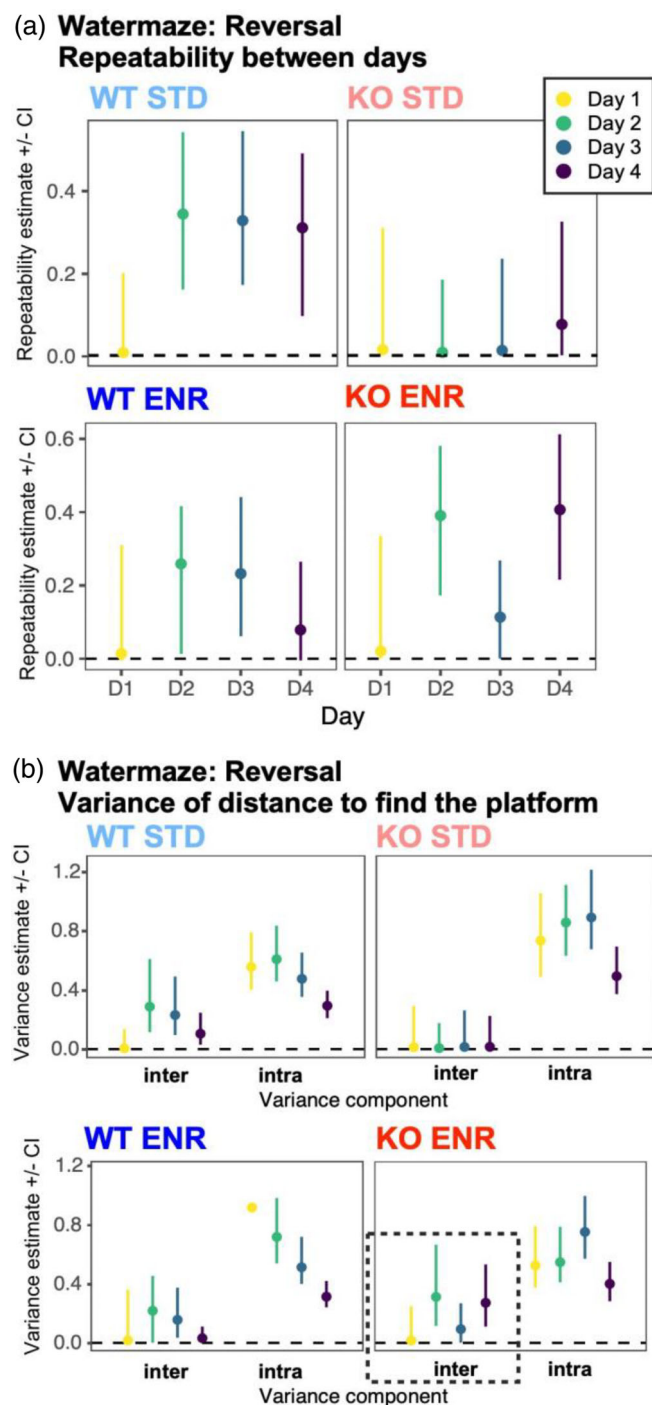 (a) Watermaze: Reversal
Repeatability between days
WT STD
KO STD
Day 1
Day 2
Day 3
Day 4
Repeatability estimate +/- CI
0.4
0.2
0.0
WT ENR
KO ENR
Repeatability estimate +/- CI
0.6
0.4
0.2
0.0
D1 D2 D3 D4 D1 D2 D3 D4
Day
(b) Watermaze: Reversal
Variance of distance to find the platform
WT STD
KO STD
Variance estimate +/- CI
1.2
0.8
0.4
0.0
inter intra inter intra
Variance component
WT ENR
KO ENR
Variance estimate +/- CI
1.2
0.8
0.4
0.0
inter intra inter intra
Variance component